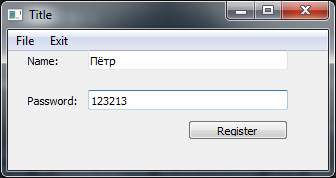 Title
File Exit
Name: Пётр
Password: 123213
Register